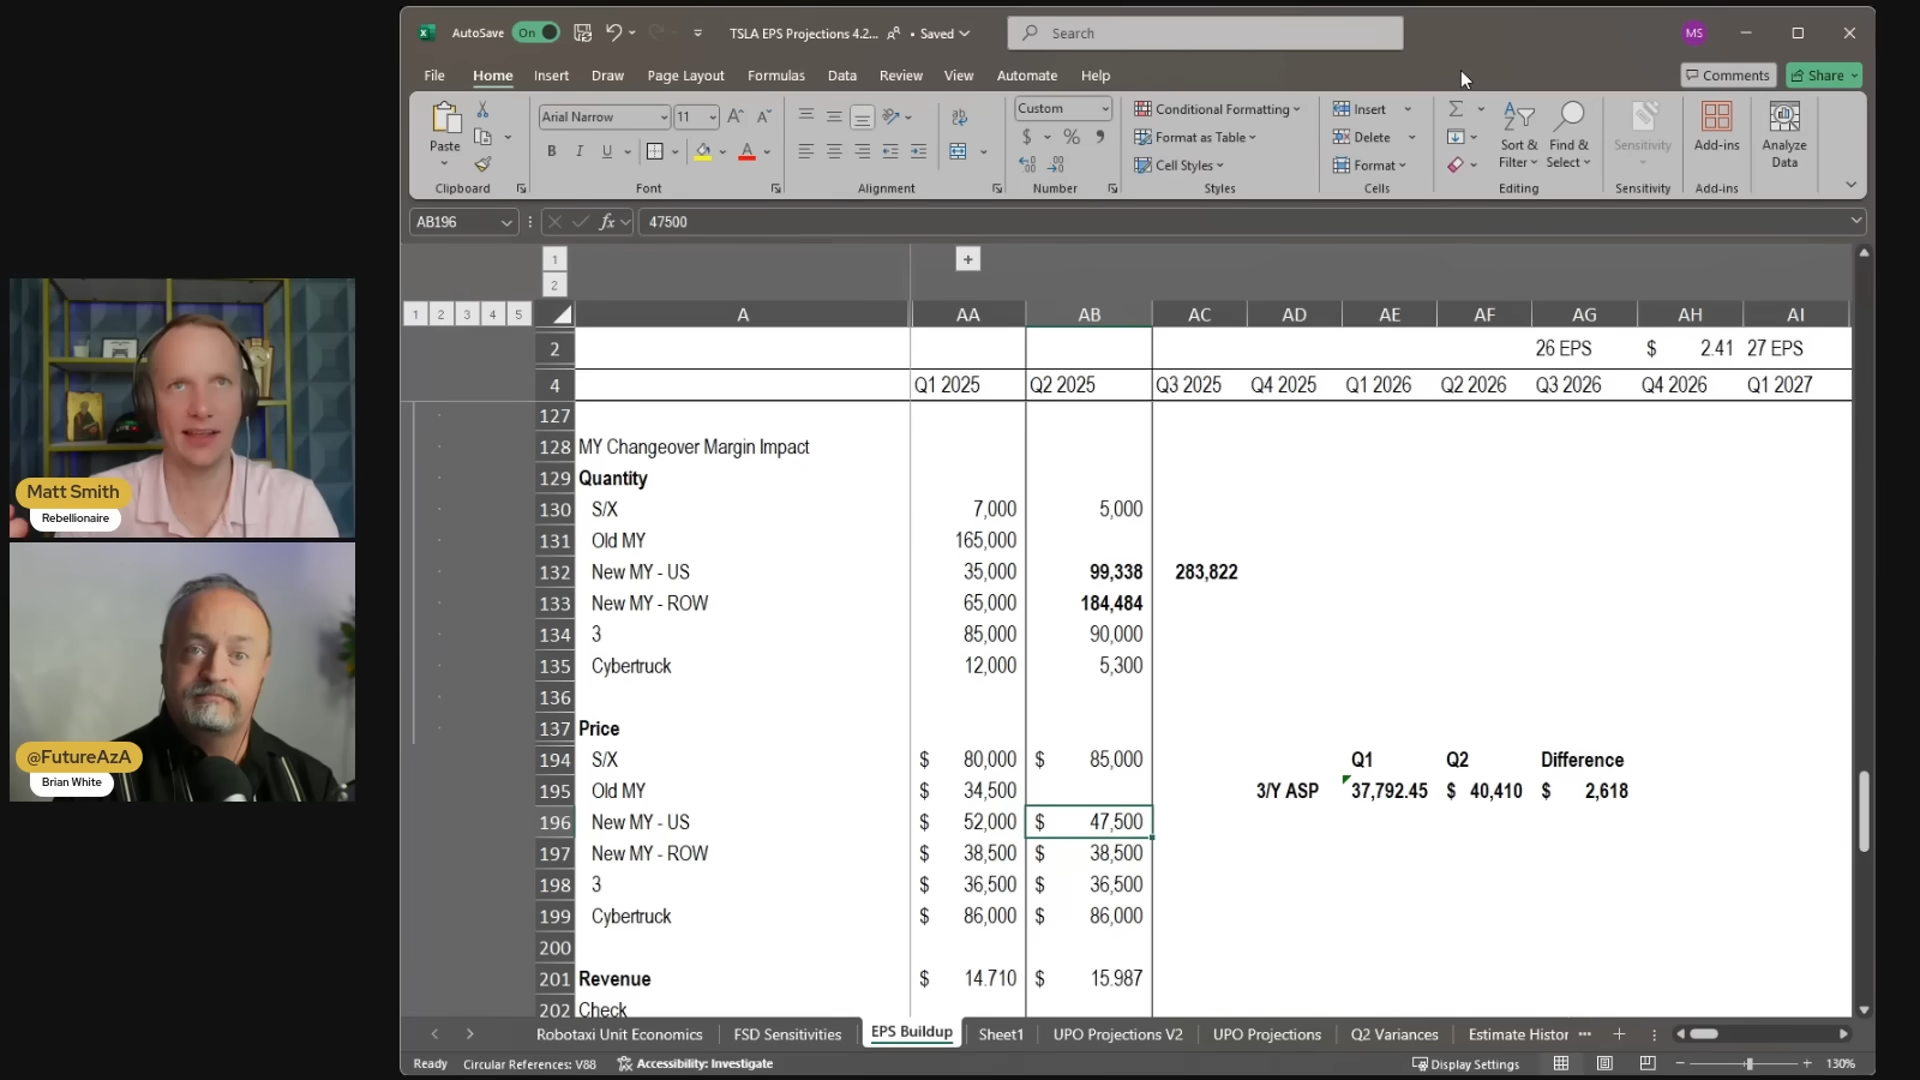 AutoSave On TSLA EPS Projections 4.2... • Saved Search MS
File Home Insert Draw Page Layout Formulas Data Review View Automate Help Comments Share
Paste
Arial Narrow 11
B I U A
Custom
$ % 9
Conditional Formatting
Format as Table
Cell Styles
Insert
Delete
Format
Sort & Filter
Find & Select
Sensitivity
Add-ins
Analyze Data
Clipboard Font Alignment Number Styles Cells Editing Sensitivity Add-ins
AB196 fx 47500
1
2
1 2 3 4 5 A AA AB AC AD AE AF AG AH AI
2 26 EPS $ 2.41 27 EPS
4 Q1 2025 Q2 2025 Q3 2025 Q4 2025 Q1 2026 Q2 2026 Q3 2026 Q4 2026 Q1 2027
127
128 MY Changeover Margin Impact
129 Quantity
130 S/X 7,000 5,000
131 Old MY 165,000
132 New MY - US 35,000 99,338 283,822
133 New MY - ROW 65,000 184,484
134 3 85,000 90,000
135 Cybertruck 12,000 5,300
136
137 Price
194 S/X $ 80,000 $ 85,000 Q1 Q2 Difference
195 Old MY $ 34,500 3/Y ASP 37,792.45 $ 40,410 $ 2,618
196 New MY - US $ 52,000 $ 47,500
197 New MY - ROW $ 38,500 $ 38,500
198 3 $ 36,500 $ 36,500
199 Cybertruck $ 86,000 $ 86,000
200
201 Revenue $ 14.710 $ 15.987
202 Check
Robotaxi Unit Economics FSD Sensitivities EPS Buildup Sheet1 UPO Projections V2 UPO Projections Q2 Variances Estimate Histor ...
Ready Circular References: V88 Accessibility: Investigate Display Settings 130%
Matt Smith
Rebellionaire
@FutureAzA
Brian White